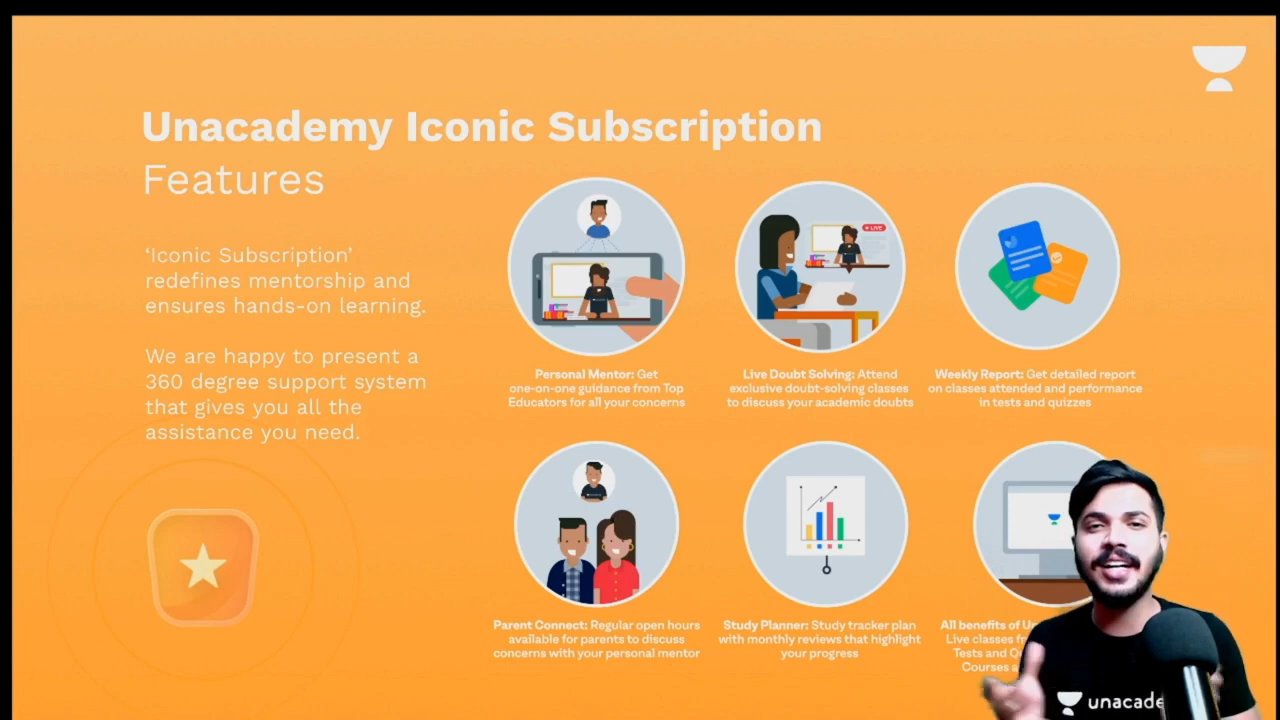 Unacademy Iconic Subscription
Features
‘Iconic Subscription’
redefines mentorship and
ensures hands-on learning.
We are happy to present a
360 degree support system
that gives you all the
assistance you need.
LIVE
Personal Mentor: Get
one-on-one guidance from Top
Educators for all your concerns
Live Doubt Solving: Attend
exclusive doubt-solving classes
to discuss your academic doubts
Weekly Report: Get detailed report
on classes attended and performance
in tests and quizzes
Parent Connect: Regular open hours
available for parents to discuss
concerns with your personal mentor
Study Planner: Study tracker plan
with monthly reviews that highlight
your progress
All benefits of
Live classes
Tests and
Courses
unacade